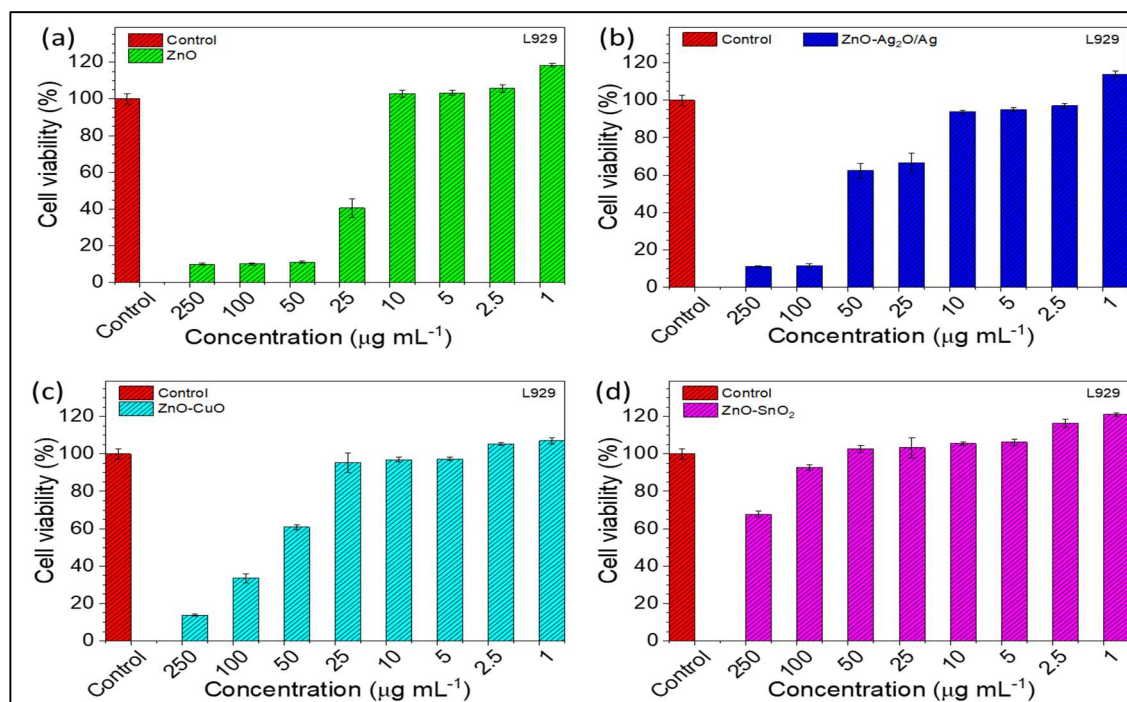 (a)
Control
ZnO
L929
Cell viability (%)
120
100
80
60
40
20
0
Control 250 100 50 25 10 5 2.5 1
Concentration (μg mL⁻¹)
(b)
Control ZnO-Ag₂O/Ag
L929
Cell viability (%)
120
100
80
60
40
20
0
Control 250 100 50 25 10 5 2.5 1
Concentration (μg mL⁻¹)
(c)
Control
ZnO-CuO
L929
Cell viability (%)
120
100
80
60
40
20
0
Control 250 100 50 25 10 5 2.5 1
Concentration (μg mL⁻¹)
(d)
Control
ZnO-SnO₂
L929
Cell viability (%)
120
100
80
60
40
20
0
Control 250 100 50 25 10 5 2.5 1
Concentration (μg mL⁻¹)